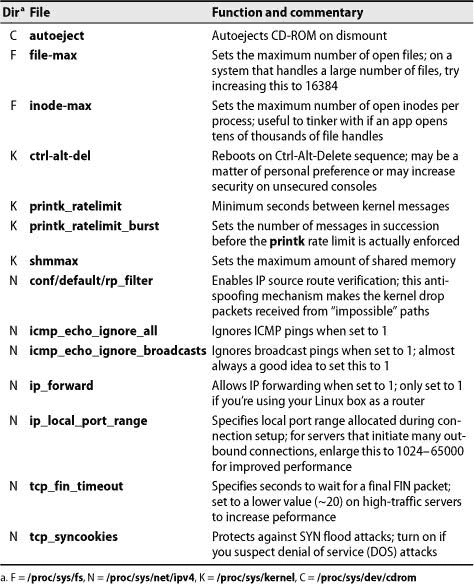 Dirᵃ File Function and commentary
C autoeject Autoejects CD-ROM on dismount
F file-max Sets the maximum number of open files; on a
system that handles a large number of files, try
increasing this to 16384
F inode-max Sets the maximum number of open inodes per
process; useful to tinker with if an app opens
tens of thousands of file handles
K ctrl-alt-del Reboots on Ctrl-Alt-Delete sequence; may be a
matter of personal preference or may increase
security on unsecured consoles
K printk_ratelimit Minimum seconds between kernel messages
K printk_ratelimit_burst Sets the number of messages in succession
before the printk rate limit is actually enforced
K shmmax Sets the maximum amount of shared memory
N conf/default/rp_filter Enables IP source route verification; this anti-
spoofing mechanism makes the kernel drop
packets received from “impossible” paths
N icmp_echo_ignore_all Ignores ICMP pings when set to 1
N icmp_echo_ignore_broadcasts Ignores broadcast pings when set to 1; almost
always a good idea to set this to 1
N ip_forward Allows IP forwarding when set to 1; only set to 1
if you’re using your Linux box as a router
N ip_local_port_range Specifies local port range allocated during con-
nection setup; for servers that initiate many out-
bound connections, enlarge this to 1024–65000
for improved performance
N tcp_fin_timeout Specifies seconds to wait for a final FIN packet;
set to a lower value (~20) on high-traffic servers
to increase peformance
N tcp_syncookies Protects against SYN flood attacks; turn on if
you suspect denial of service (DOS) attacks
a. F = /proc/sys/fs, N = /proc/sys/net/ipv4, K = /proc/sys/kernel, C = /proc/sys/dev/cdrom